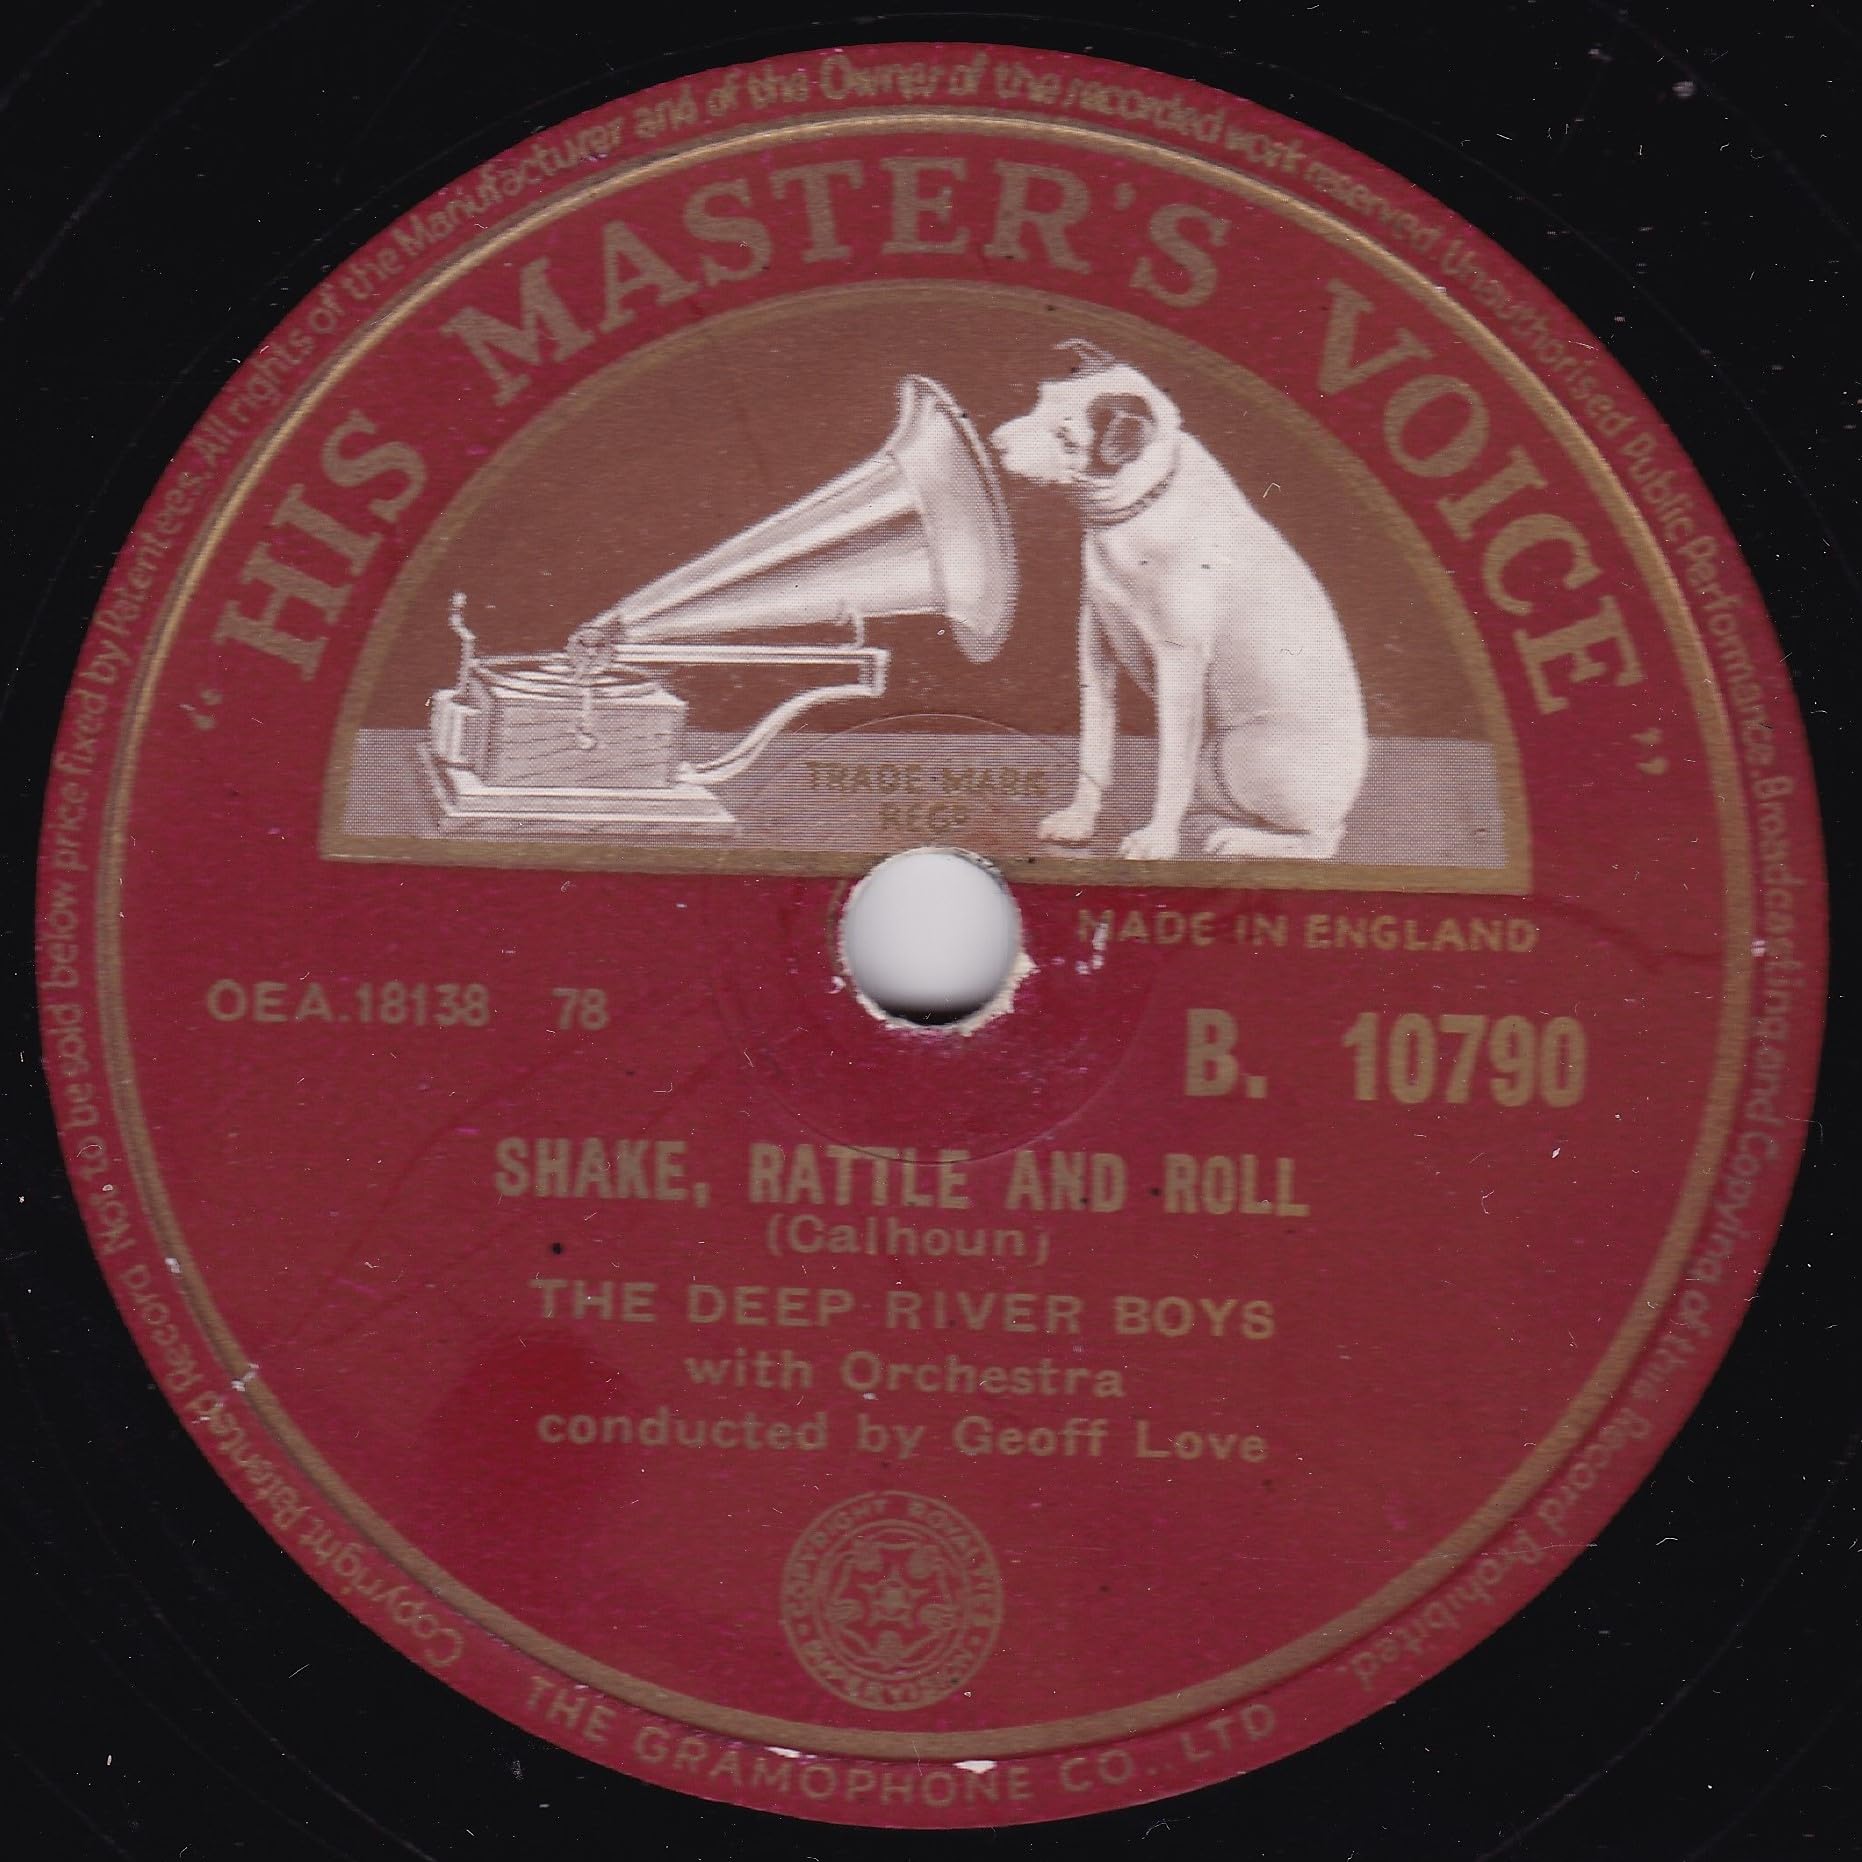 Copyright. Patented Record Not to be sold below price fixed by Patentees. All rights of the Manufacturer and of the Owner of the recorded work reserved. Unauthorised Public Performance, Broadcasting and Copying of this Record Prohibited.
"HIS MASTER'S VOICE"
TRADE-MARK
REGD
MADE IN ENGLAND
OEA.18138 78
B. 10790
SHAKE, RATTLE AND ROLL
(Calhoun)
THE DEEP RIVER BOYS
with Orchestra
conducted by Geoff Love
COPYRIGHT ROYALTY
THE GRAMOPHONE CO., LTD